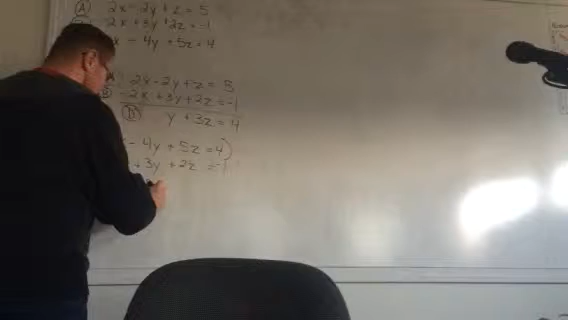 (A) 2x - 2y + z = 5
2x + 3y + 2z = -1
x - 4y + 5z = 4
2x - 2y + z = 5
-2x + 3y + 2z = -1
(D) y + 3z = 4
- 4y + 5z = 4)
+ 3y + 2z = -1